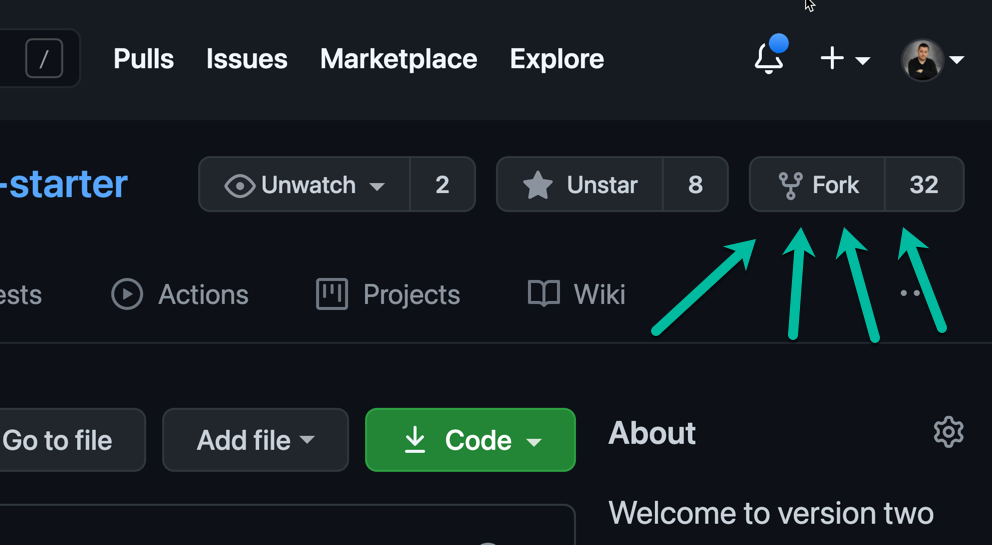 / Pulls Issues Marketplace Explore
-starter Unwatch 2 Unstar 8 Fork 32
ests Actions Projects Wiki
Go to file Add file Code About
Welcome to version two